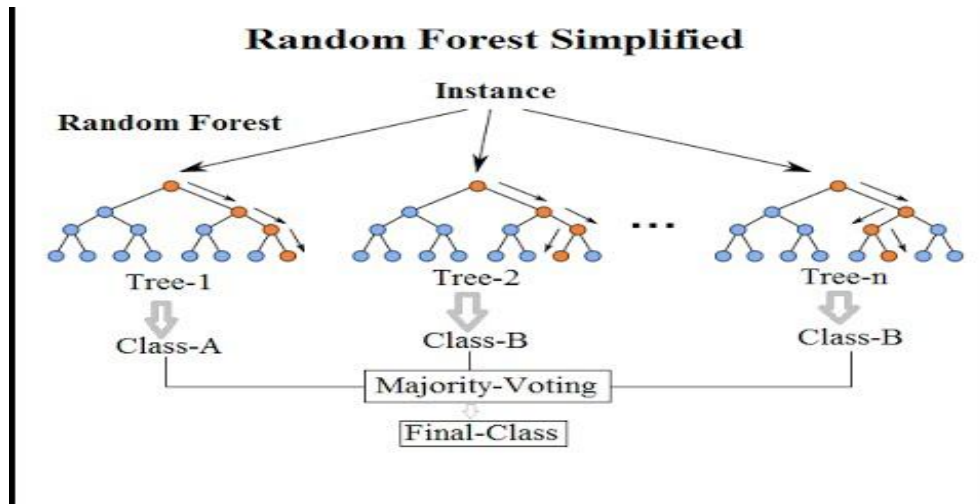 Random Forest Simplified
Instance
Random Forest
...
Tree-1
Tree-2
Tree-n
Class-A
Class-B
Class-B
Majority-Voting
Final-Class